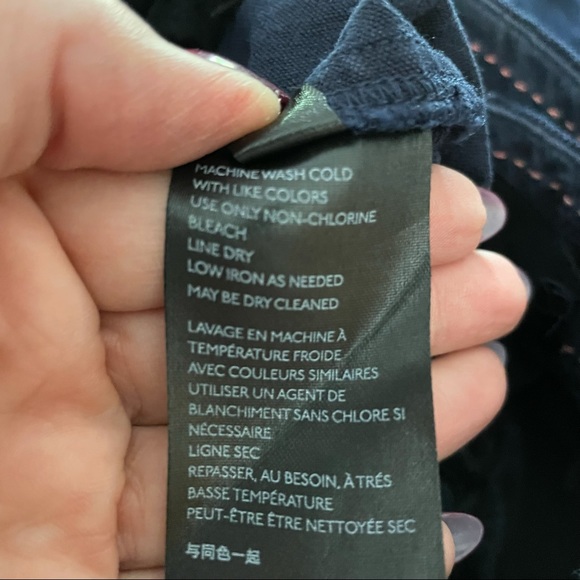 MACHINE WASH COLD
WITH LIKE COLORS
USE ONLY NON-CHLORINE
BLEACH
LINE DRY
LOW IRON AS NEEDED
MAY BE DRY CLEANED
LAVAGE EN MACHINE À
TEMPÉRATURE FROIDE
AVEC COULEURS SIMILAIRES
UTILISER UN AGENT DE
BLANCHIMENT SANS CHLORE SI
NÉCESSAIRE
LIGNE SEC
REPASSER, AU BESOIN, À TRÉS
BASSE TEMPÉRATURE
PEUT-ÊTRE ÊTRE NETTOYÉE SEC
与同色一起